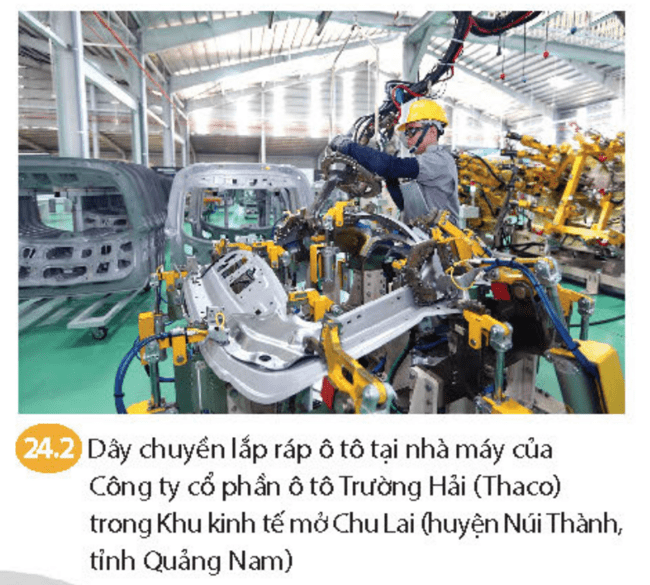 24.2 Dây chuyền lắp ráp ô tô tại nhà máy của
Công ty cổ phần ô tô Trường Hải (Thaco)
trong Khu kinh tế mở Chu Lai (huyện Núi Thành,
tỉnh Quảng Nam)